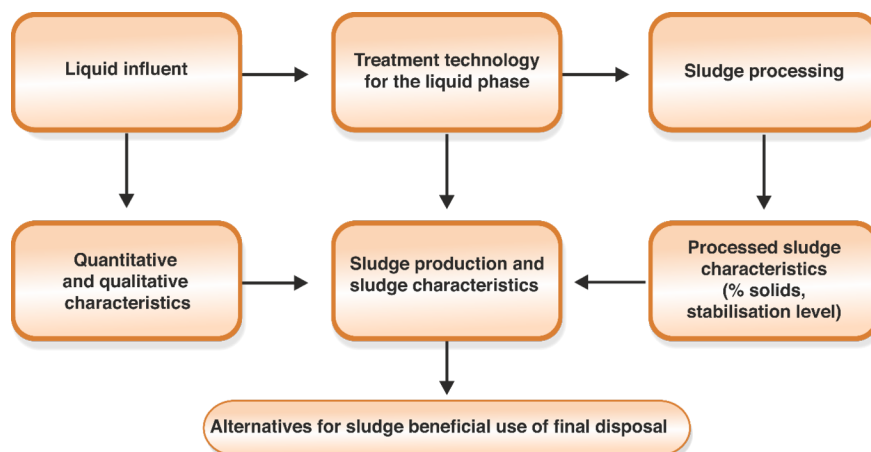 Liquid influent
Treatment technology
for the liquid phase
Sludge processing
Quantitative
and qualitative
characteristics
Sludge production and
sludge characteristics
Processed sludge
characteristics
(% solids,
stabilisation level)
Alternatives for sludge beneficial use of final disposal